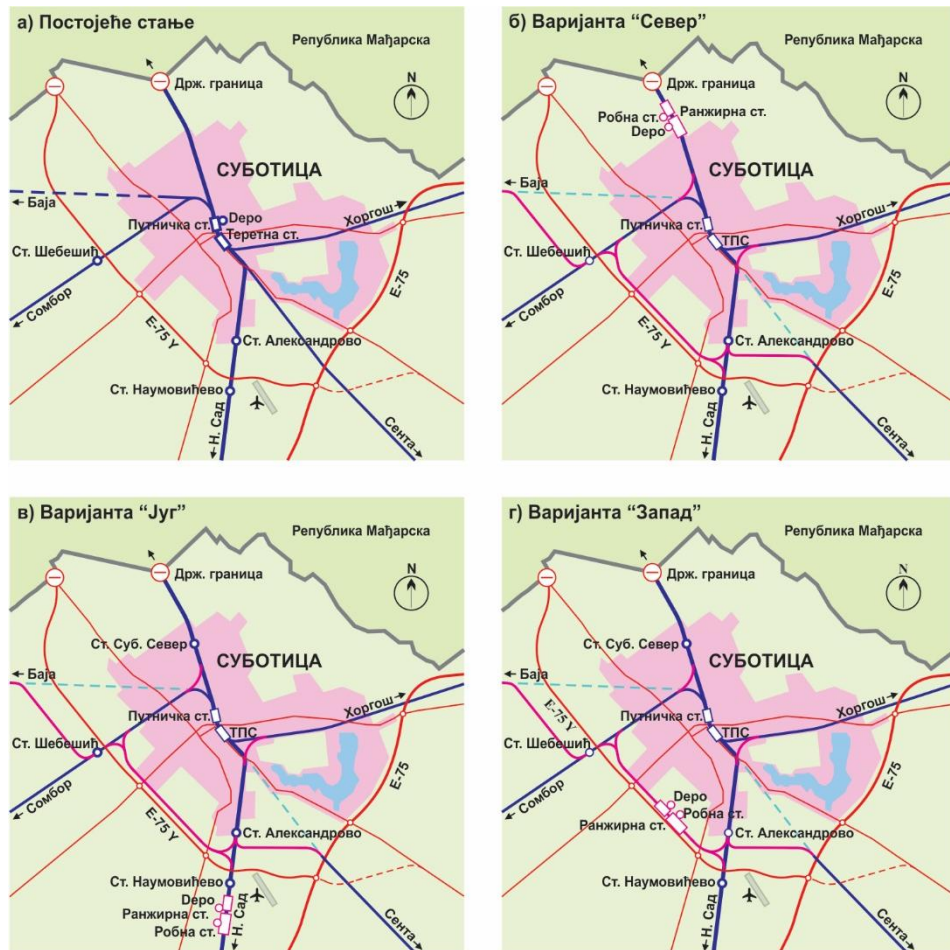 а) Постојеће стање
Република Мађарска
N
Држ. граница
СУБОТИЦА
Баја
Путничка ст.
Depo
Теретна ст.
Хоргош
Ст. Шебешић
Сомбор
E-75 Y
E-75
Ст. Александрово
Ст. Наумовићево
Н. Сад
Сента
б) Варијанта “Север”
Република Мађарска
N
Држ. граница
Ранжирна ст.
Робна ст.
Depo
СУБОТИЦА
Баја
Путничка ст.
ТПС
Хоргош
Ст. Шебешић
Сомбор
E-75 Y
E-75
Ст. Александрово
Ст. Наумовићево
Н. Сад
Сента
в) Варијанта “Југ”
Република Мађарска
N
Држ. граница
Ст. Суб. Север
СУБОТИЦА
Баја
Путничка ст.
ТПС
Хоргош
Ст. Шебешић
Сомбор
E-75 Y
E-75
Ст. Александрово
Ст. Наумовићево
Depo
Ранжирна ст.
Робна ст.
Н. Сад
Сента
г) Варијанта “Запад”
Република Мађарска
N
Држ. граница
Ст. Суб. Север
СУБОТИЦА
Баја
E-75 Y
Путничка ст.
ТПС
Хоргош
Ст. Шебешић
Сомбор
E-75
Depo
Робна ст.
Ранжирна ст.
Ст. Александрово
Ст. Наумовићево
Н. Сад
Сента